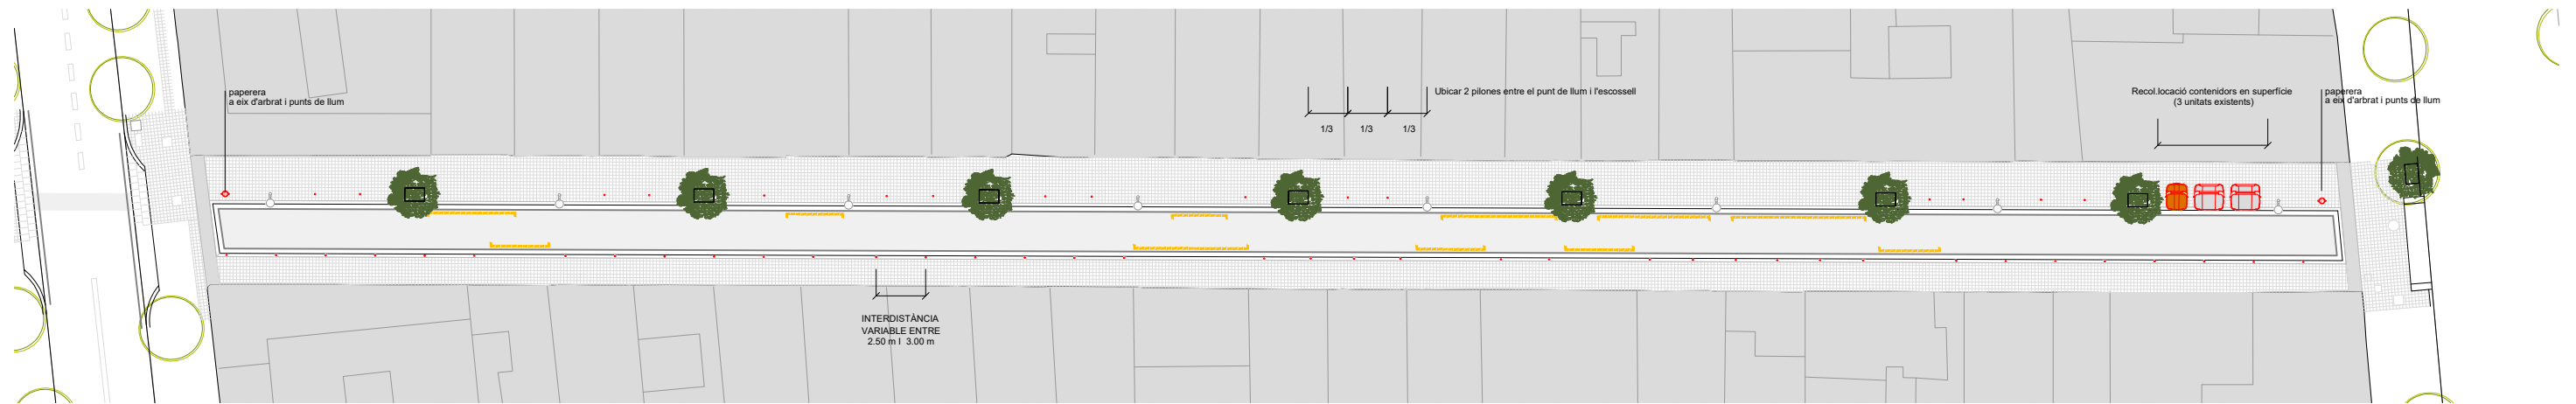 paperera
a eix d'arbrat i punts de llum
1/3
1/3
1/3
Ubicar 2 pilones entre el punt de llum i l'escossell
Recol.locació contenidors en superfície
(3 unitats existents)
paperera
a eix d'arbrat i punts de llum
INTERDISTÀNCIA
VARIABLE ENTRE
2.50 m I 3.00 m